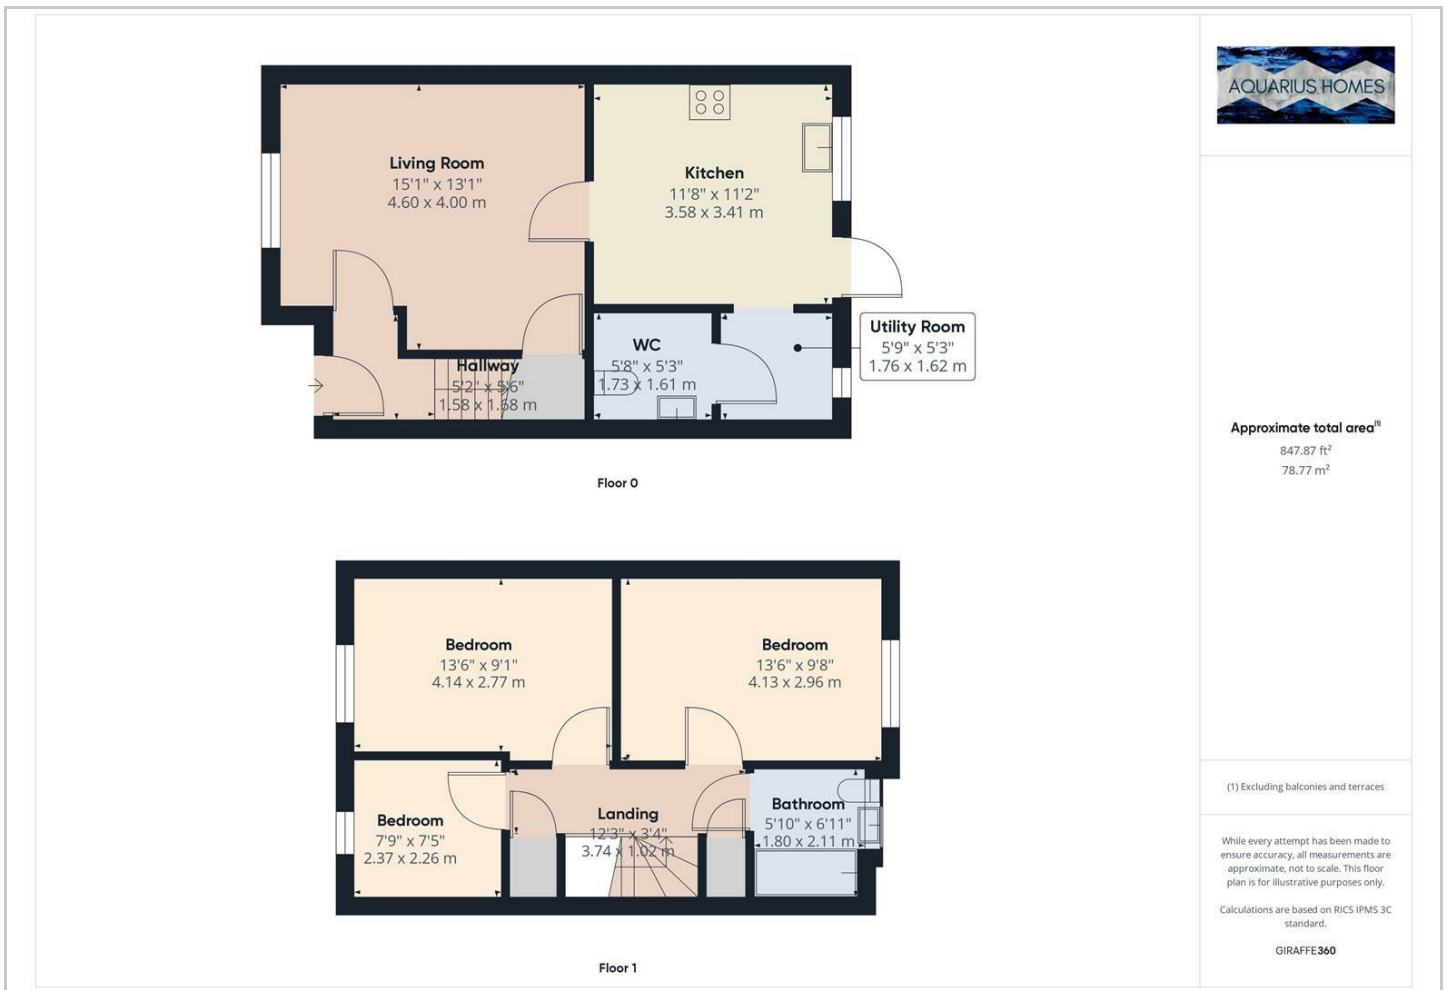 Living Room
15'1" x 13'1"
4.60 x 4.00 m
Kitchen
11'8" x 11'2"
3.58 x 3.41 m
Hallway
5'2" x 5'6"
1.58 x 1.68 m
WC
5'8" x 5'3"
1.73 x 1.61 m
Utility Room
5'9" x 5'3"
1.76 x 1.62 m
Floor 0
Bedroom
13'6" x 9'1"
4.14 x 2.77 m
Bedroom
13'6" x 9'8"
4.13 x 2.96 m
Bedroom
7'9" x 7'5"
2.37 x 2.26 m
Landing
12'3" x 3'4"
3.74 x 1.02 m
Bathroom
5'10" x 6'11"
1.80 x 2.11 m
Floor 1
AQUARIUS HOMES
Approximate total area(1)
847.87 ft²
78.77 m²
(1) Excluding balconies and terraces
While every attempt has been made to
ensure accuracy, all measurements are
approximate, not to scale. This floor
plan is for illustrative purposes only.
Calculations are based on RICS IPMS 3C
standard.
GIRAFFE360